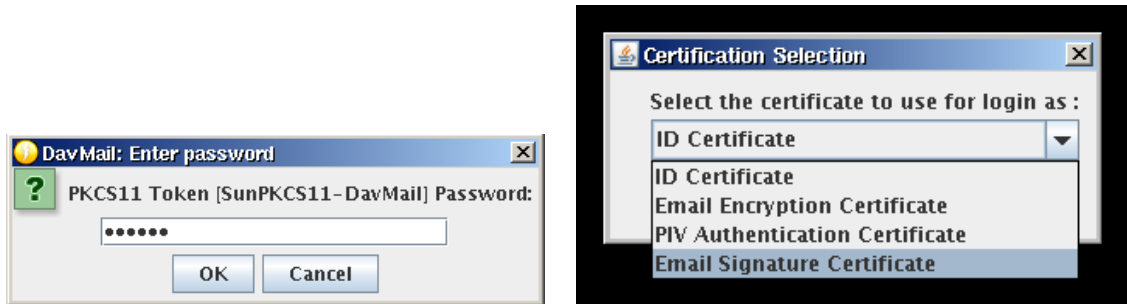 DavMail: Enter password
? PKCS11 Token [SunPKCS11-DavMail] Password:
••••••
OK Cancel
Certification Selection
Select the certificate to use for login as :
ID Certificate
ID Certificate
Email Encryption Certificate
PIV Authentication Certificate
Email Signature Certificate